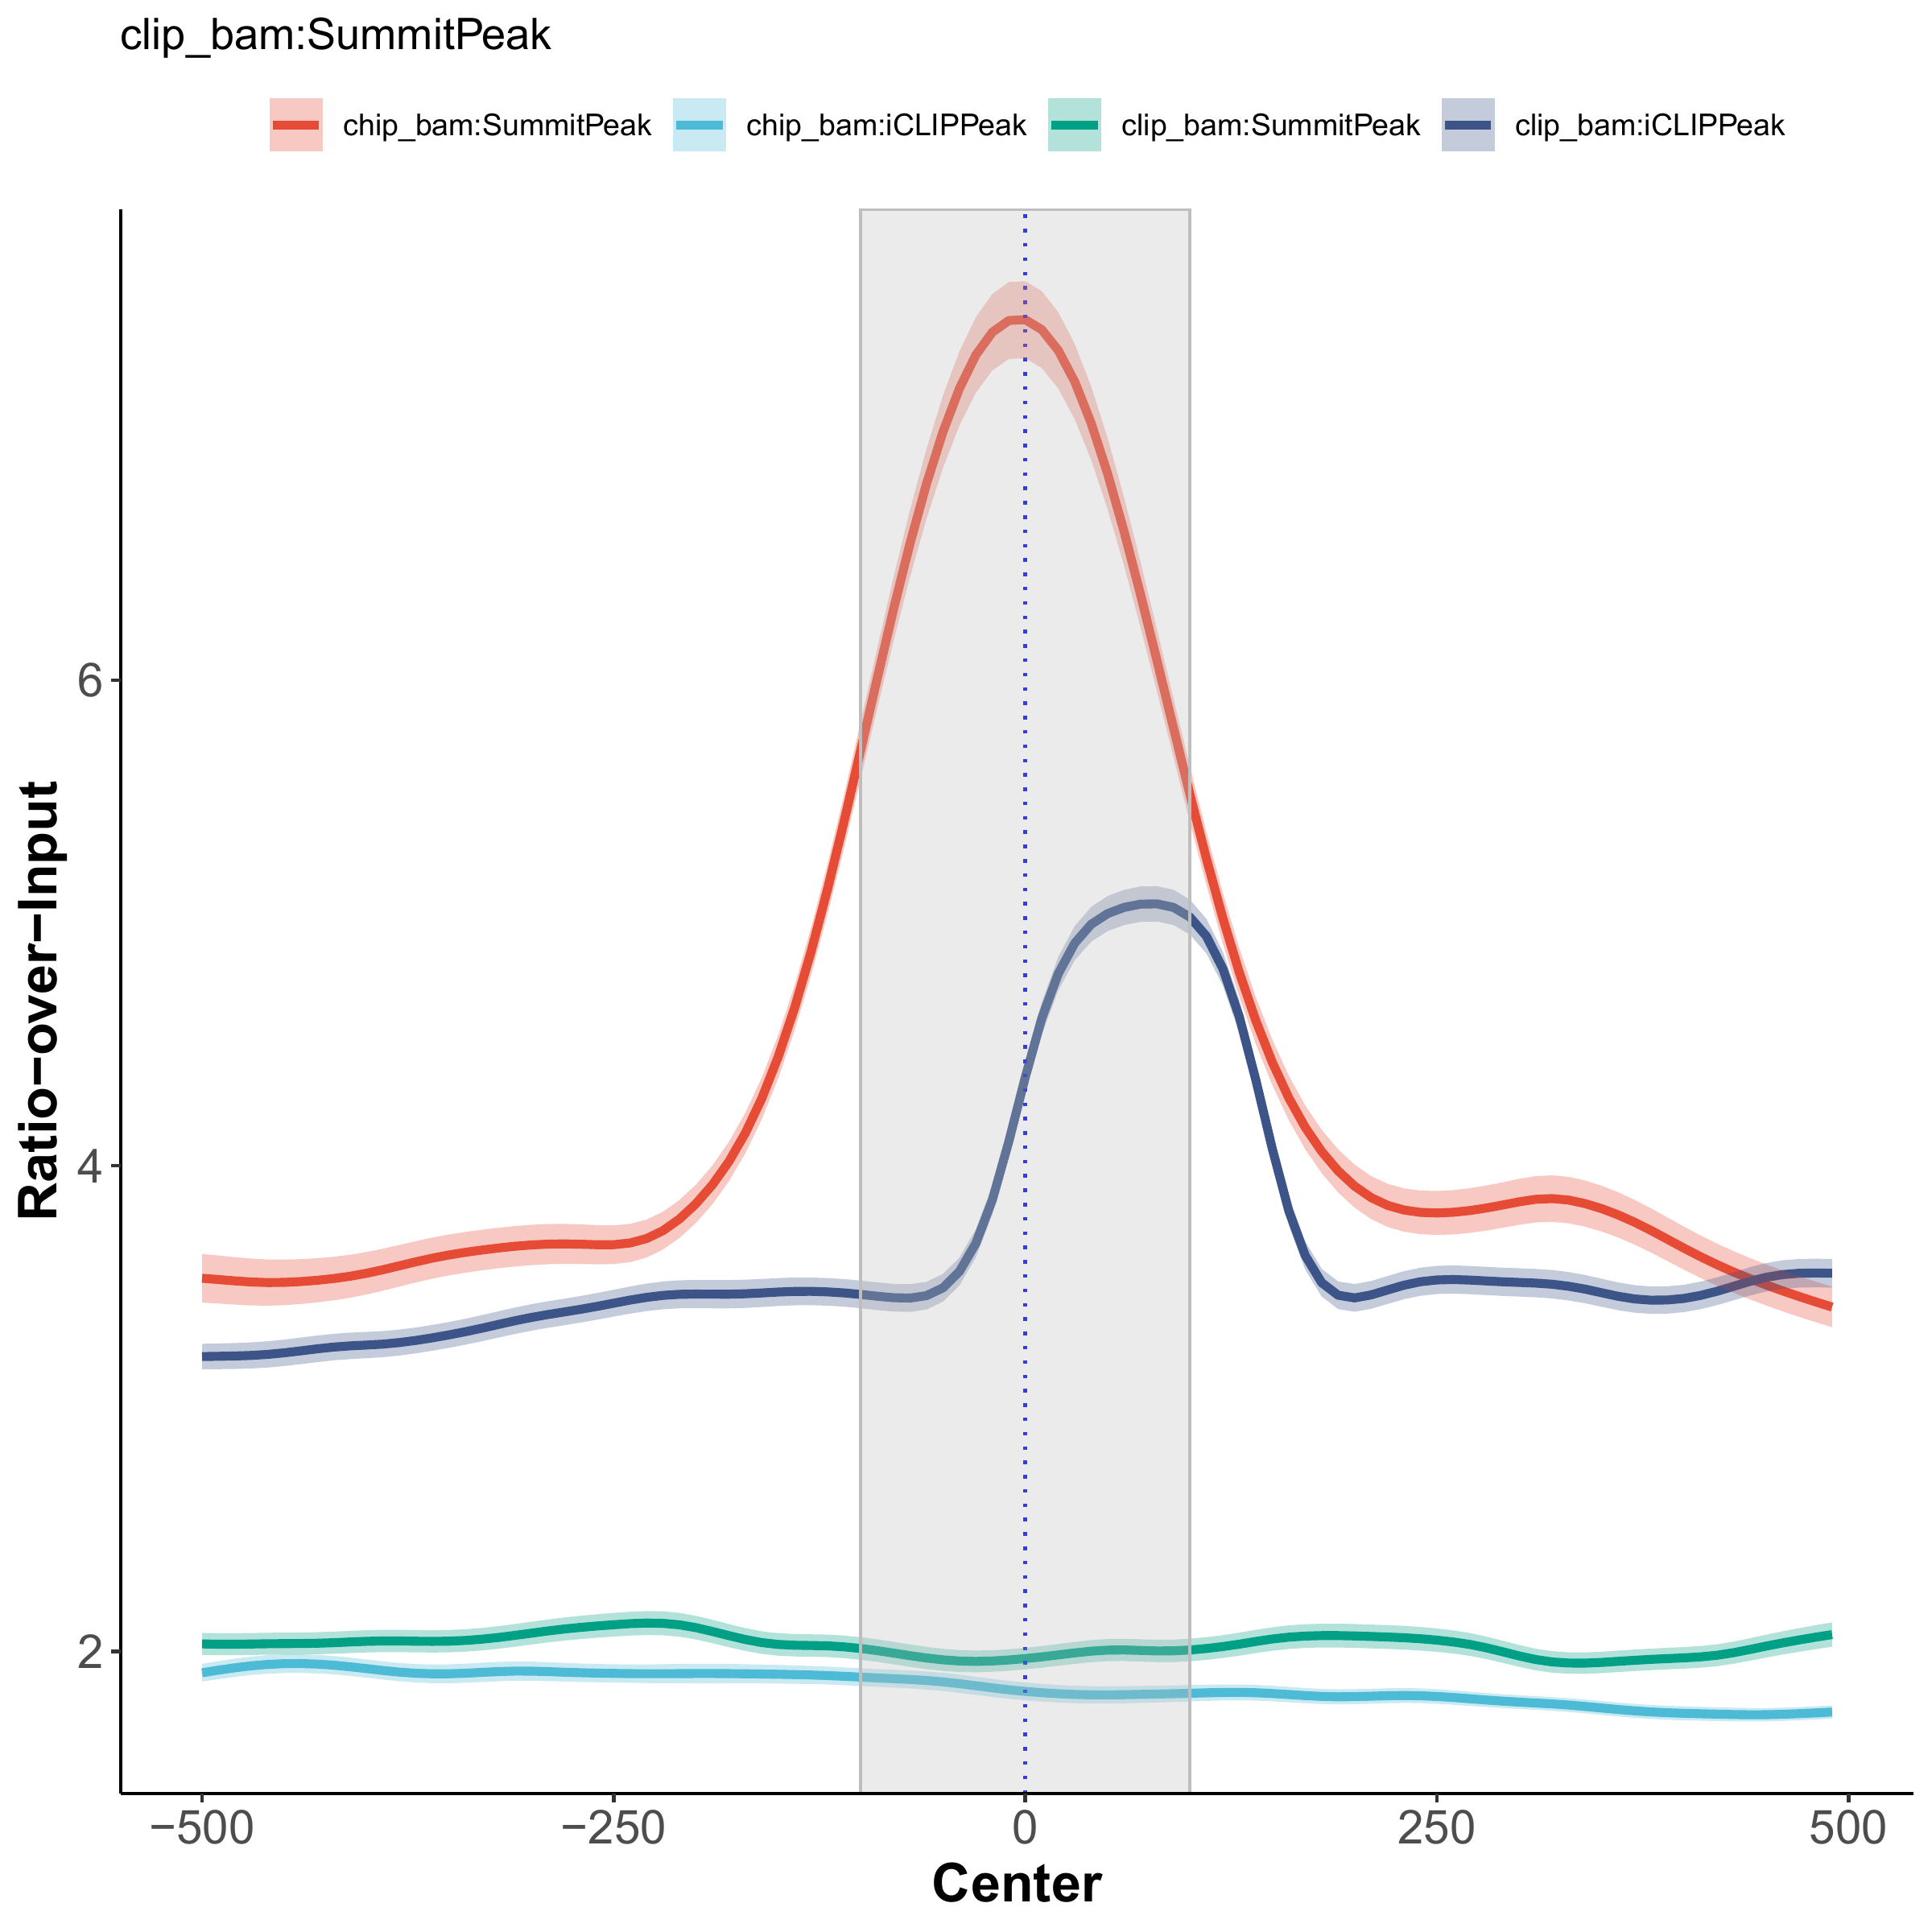 clip_bam:SummitPeak
chip_bam:SummitPeak chip_bam:iCLIPPeak clip_bam:SummitPeak clip_bam:iCLIPPeak
Ratio−over−Input
6
4
2
−500 −250 0 250 500
Center